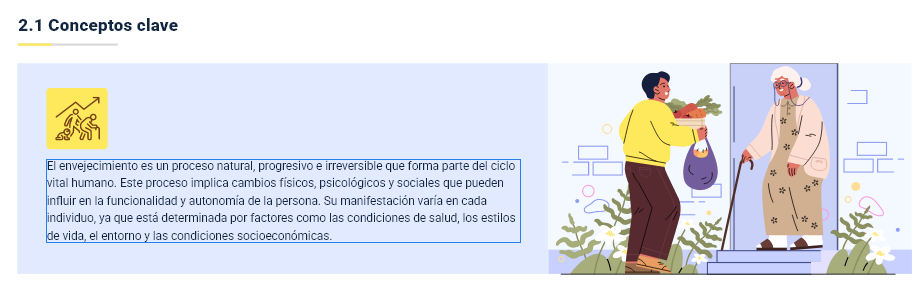 2.1 Conceptos clave
El envejecimiento es un proceso natural, progresivo e irreversible que forma parte del ciclo
vital humano. Este proceso implica cambios físicos, psicológicos y sociales que pueden
influir en la funcionalidad y autonomía de la persona. Su manifestación varía en cada
individuo, ya que está determinada por factores como las condiciones de salud, los estilos
de vida, el entorno y las condiciones socioeconómicas.